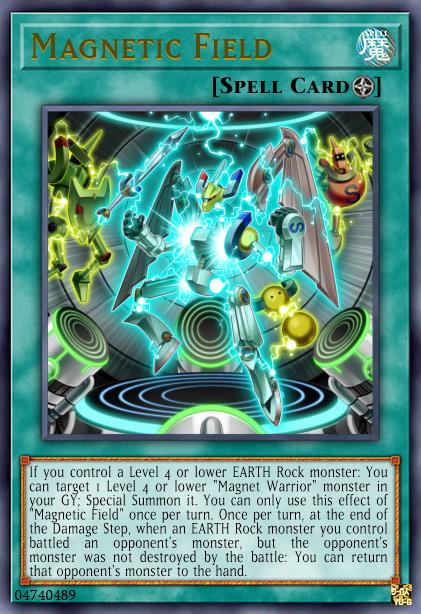 MAGNETIC FIELD
SPELL
魔
[SPELL CARD]
S
S
If you control a Level 4 or lower EARTH Rock monster: You
can target 1 Level 4 or lower "Magnet Warrior" monster in
your GY; Special Summon it. You can only use this effect of
"Magnetic Field" once per turn. Once per turn, at the end of
the Damage Step, when an EARTH Rock monster you control
battled an opponent's monster, but the opponent's
monster was not destroyed by the battle: You can return
that opponent's monster to the hand.
04740489